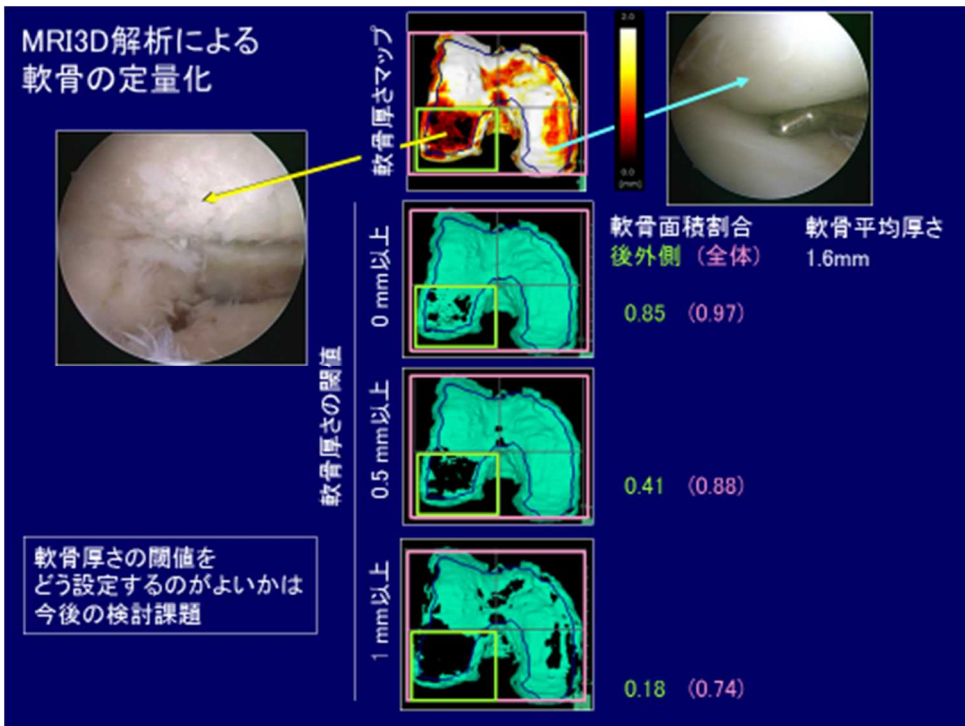 MRI3D解析による
軟骨の定量化
軟骨厚さマップ
2.0
0.0
[mm]
軟骨面積割合
後外側 (全体)
軟骨平均厚さ
1.6mm
軟骨厚さの閾値
0 mm以上
0.85 (0.97)
0.5 mm以上
0.41 (0.88)
1 mm以上
0.18 (0.74)
軟骨厚さの閾値を
どう設定するのがよいかは
今後の検討課題